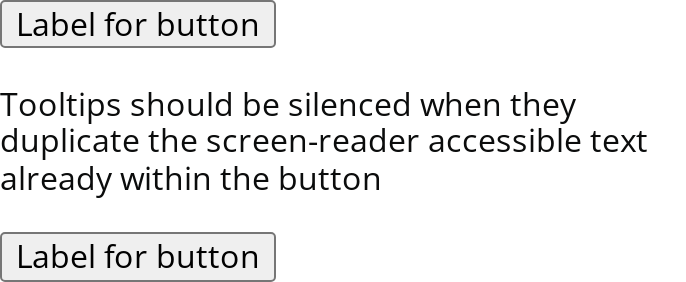 Label for button
Tooltips should be silenced when they
duplicate the screen-reader accessible text
already within the button
Label for button